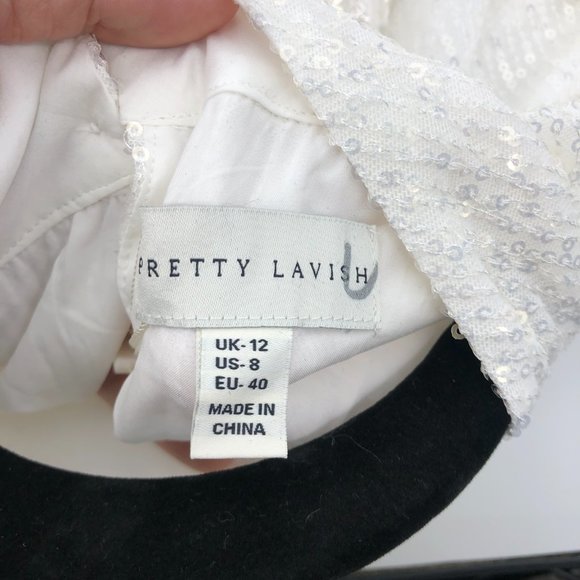 PRETTY LAVISH
UK- 12
US- 8
EU- 40
MADE IN
CHINA